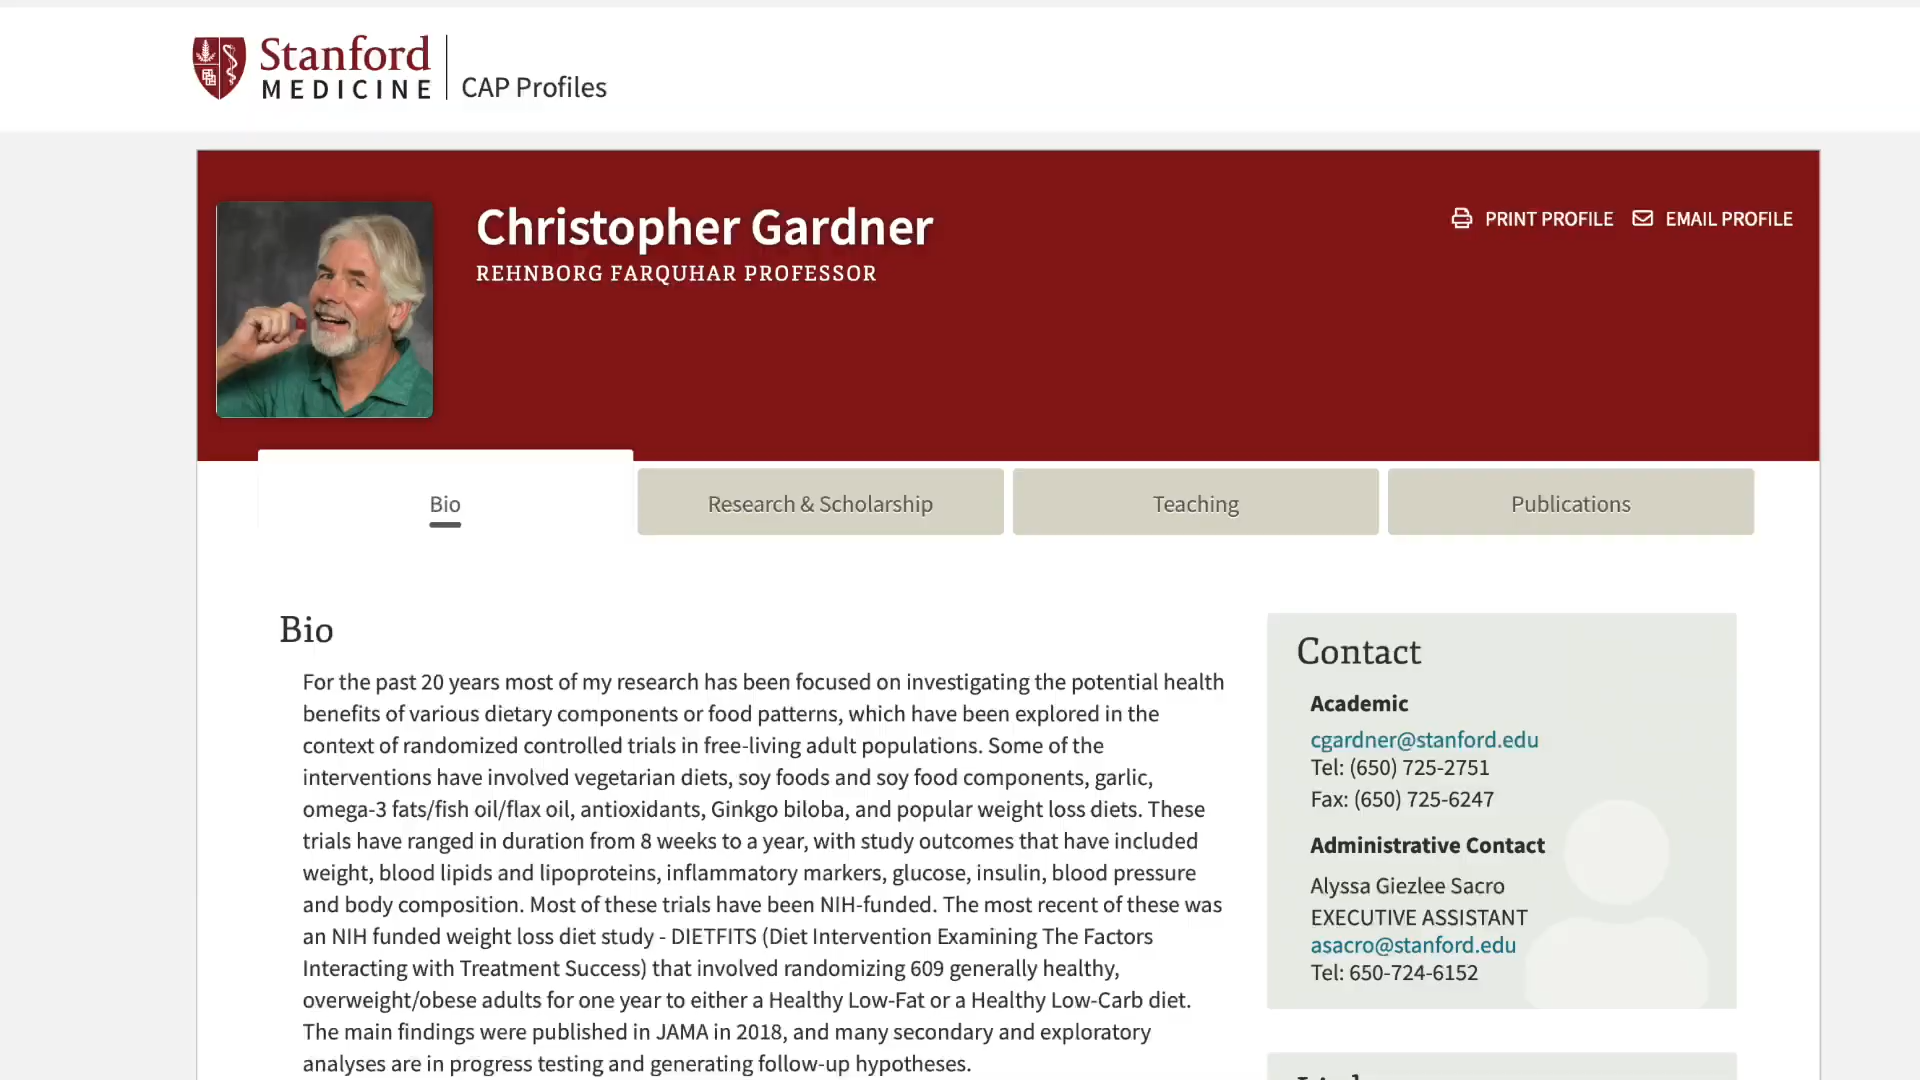 Stanford
MEDICINE
CAP Profiles
Christopher Gardner
REHNBORG FARQUHAR PROFESSOR
PRINT PROFILE
EMAIL PROFILE
Bio
Research & Scholarship
Teaching
Publications
Bio
For the past 20 years most of my research has been focused on investigating the potential health
benefits of various dietary components or food patterns, which have been explored in the
context of randomized controlled trials in free-living adult populations. Some of the
interventions have involved vegetarian diets, soy foods and soy food components, garlic,
omega-3 fats/fish oil/flax oil, antioxidants, Ginkgo biloba, and popular weight loss diets. These
trials have ranged in duration from 8 weeks to a year, with study outcomes that have included
weight, blood lipids and lipoproteins, inflammatory markers, glucose, insulin, blood pressure
and body composition. Most of these trials have been NIH-funded. The most recent of these was
an NIH funded weight loss diet study - DIETFITS (Diet Intervention Examining The Factors
Interacting with Treatment Success) that involved randomizing 609 generally healthy,
overweight/obese adults for one year to either a Healthy Low-Fat or a Healthy Low-Carb diet.
The main findings were published in JAMA in 2018, and many secondary and exploratory
analyses are in progress testing and generating follow-up hypotheses.
Contact
Academic
cgardner@stanford.edu
Tel: (650) 725-2751
Fax: (650) 725-6247
Administrative Contact
Alyssa Giezlee Sacro
EXECUTIVE ASSISTANT
asacro@stanford.edu
Tel: 650-724-6152